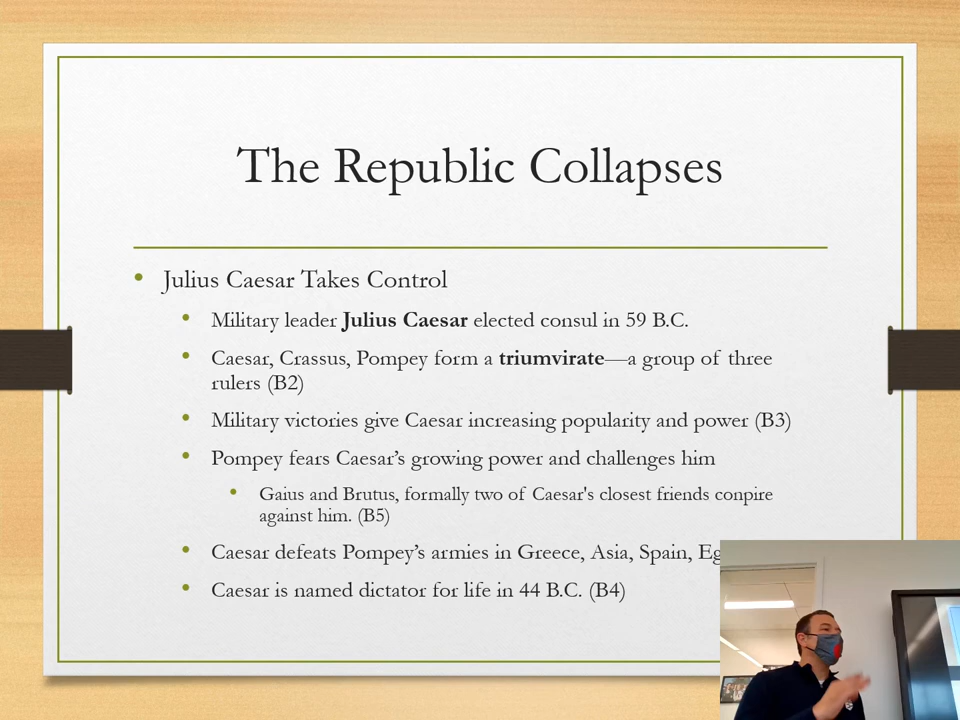 The Republic Collapses
Julius Caesar Takes Control
Military leader Julius Caesar elected consul in 59 B.C.
Caesar, Crassus, Pompey form a triumvirate—a group of three
rulers (B2)
Military victories give Caesar increasing popularity and power (B3)
Pompey fears Caesar’s growing power and challenges him
Gaius and Brutus, formally two of Caesar's closest friends conpire
against him. (B5)
Caesar defeats Pompey’s armies in Greece, Asia, Spain,
Caesar is named dictator for life in 44 B.C. (B4)